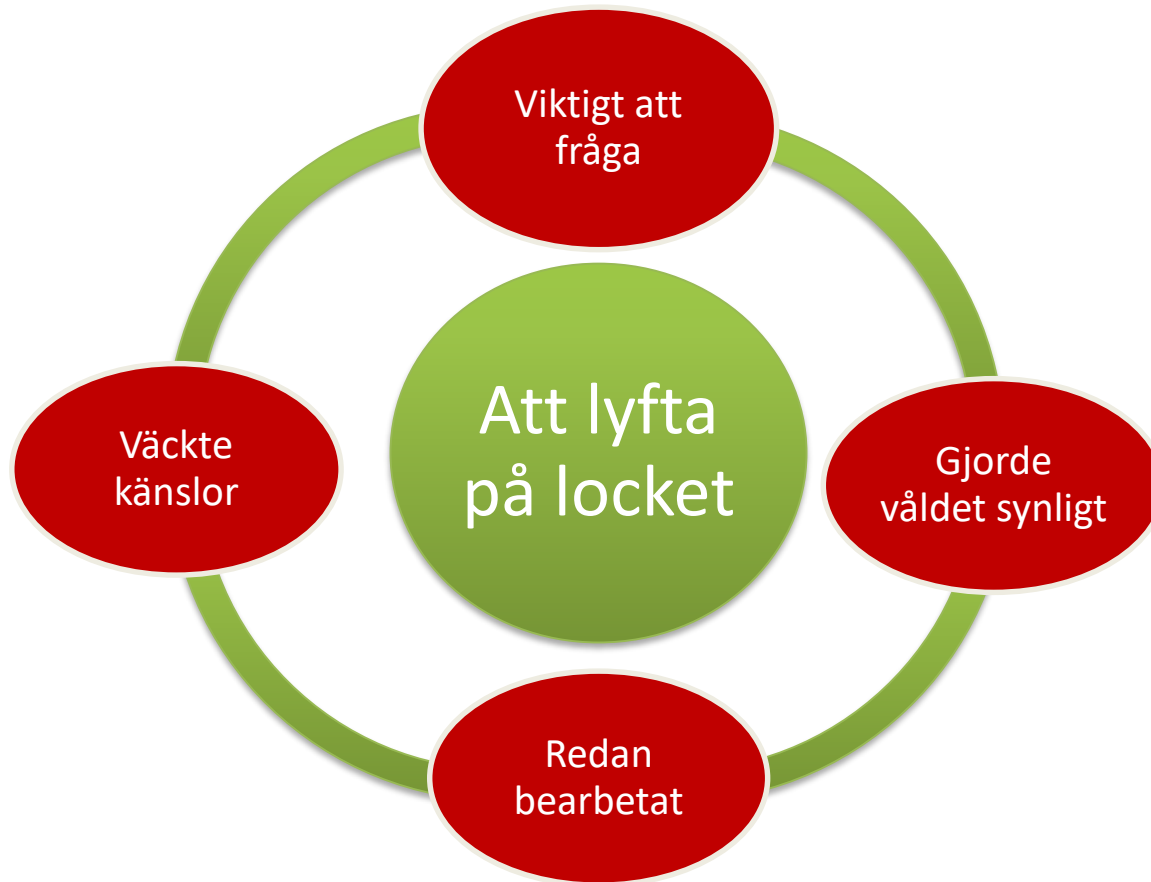 Viktigt att
fråga
Att lyfta
på locket
Väckte
känslor
Gjorde
våldet synligt
Redan
bearbetat